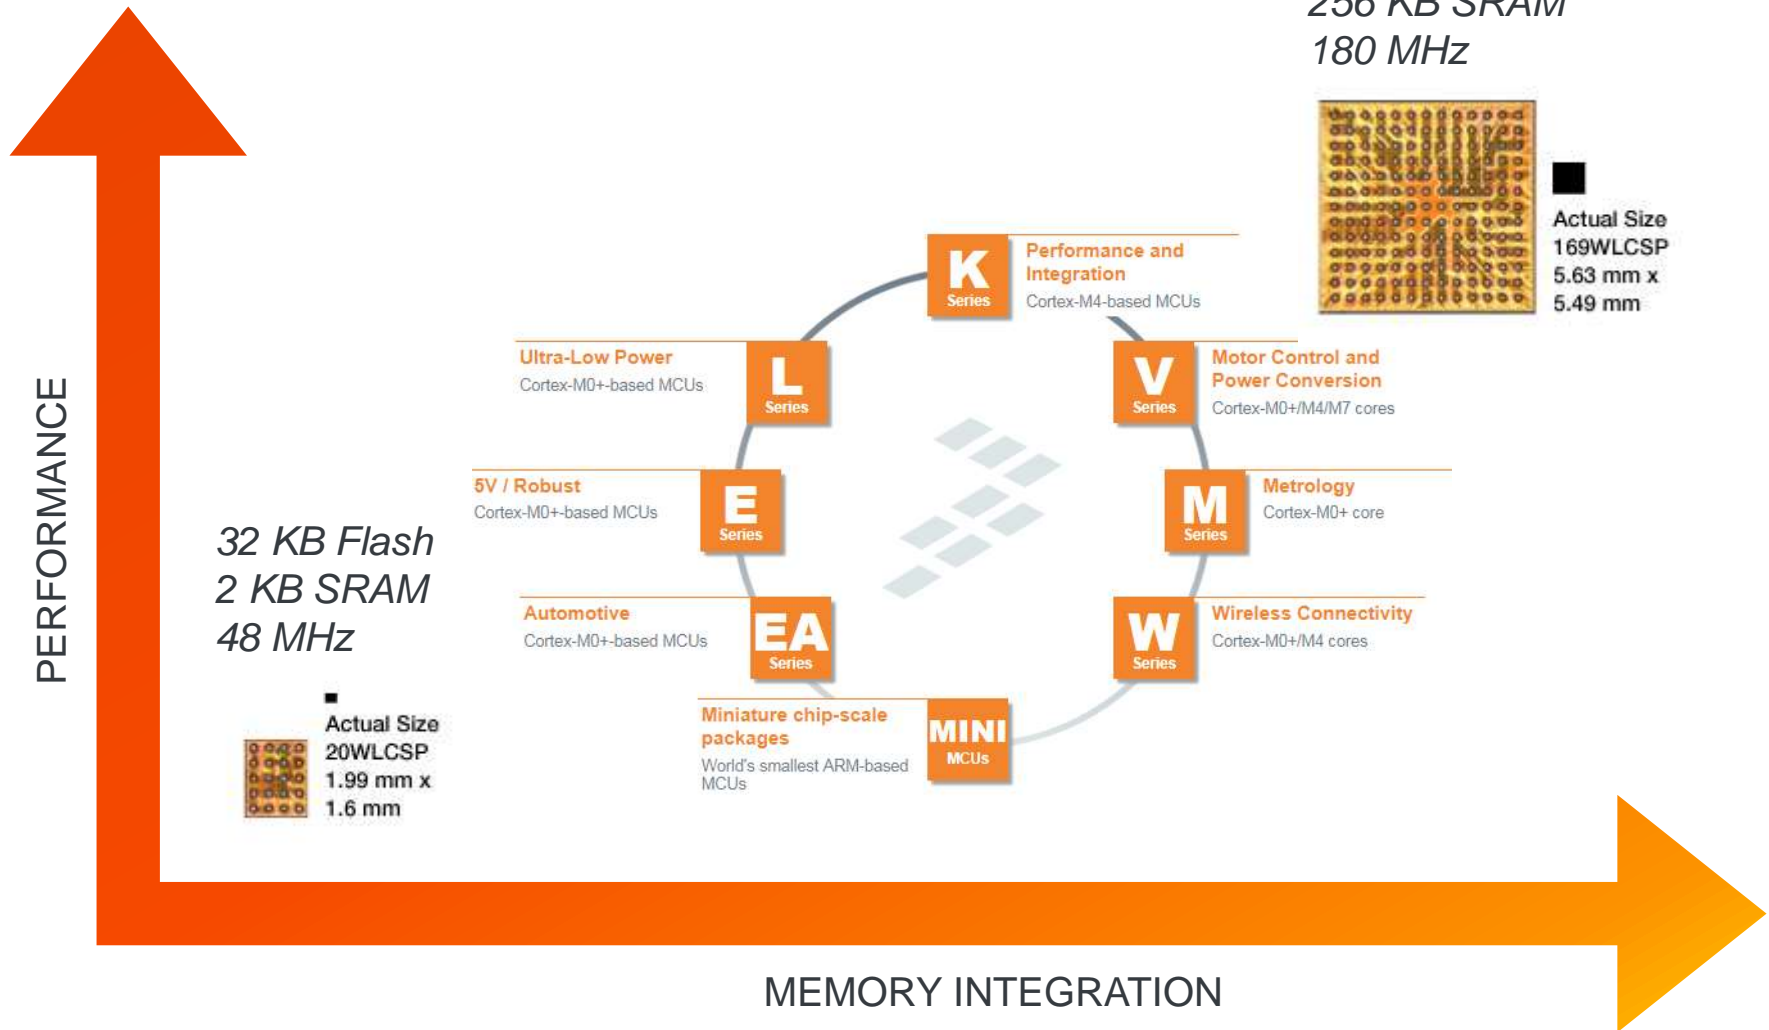 256 KB SRAM
180 MHz
Actual Size
169WLCSP
5.63 mm x
5.49 mm
K
Series
Performance and
Integration
Cortex-M4-based MCUs
Ultra-Low Power
Cortex-M0+-based MCUs
L
Series
V
Series
Motor Control and
Power Conversion
Cortex-M0+/M4/M7 cores
5V / Robust
Cortex-M0+-based MCUs
E
Series
M
Series
Metrology
Cortex-M0+ core
PERFORMANCE
32 KB Flash
2 KB SRAM
48 MHz
Automotive
Cortex-M0+-based MCUs
EA
Series
W
Series
Wireless Connectivity
Cortex-M0+/M4 cores
Actual Size
20WLCSP
1.99 mm x
1.6 mm
Miniature chip-scale
packages
World's smallest ARM-based
MCUs
MINI
MCUs
MEMORY INTEGRATION